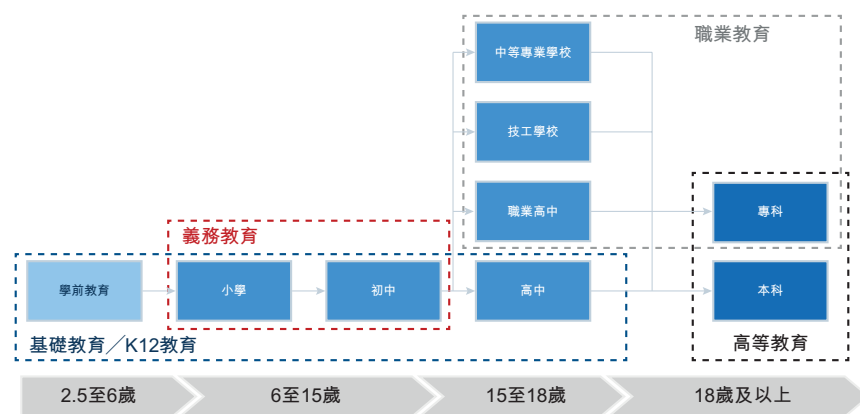 職業教育
中等專業學校
技工學校
職業高中
專科
義務教育
學前教育
小學
初中
高中
本科
基礎教育／K12教育
高等教育
2.5至6歲
6至15歲
15至18歲
18歲及以上